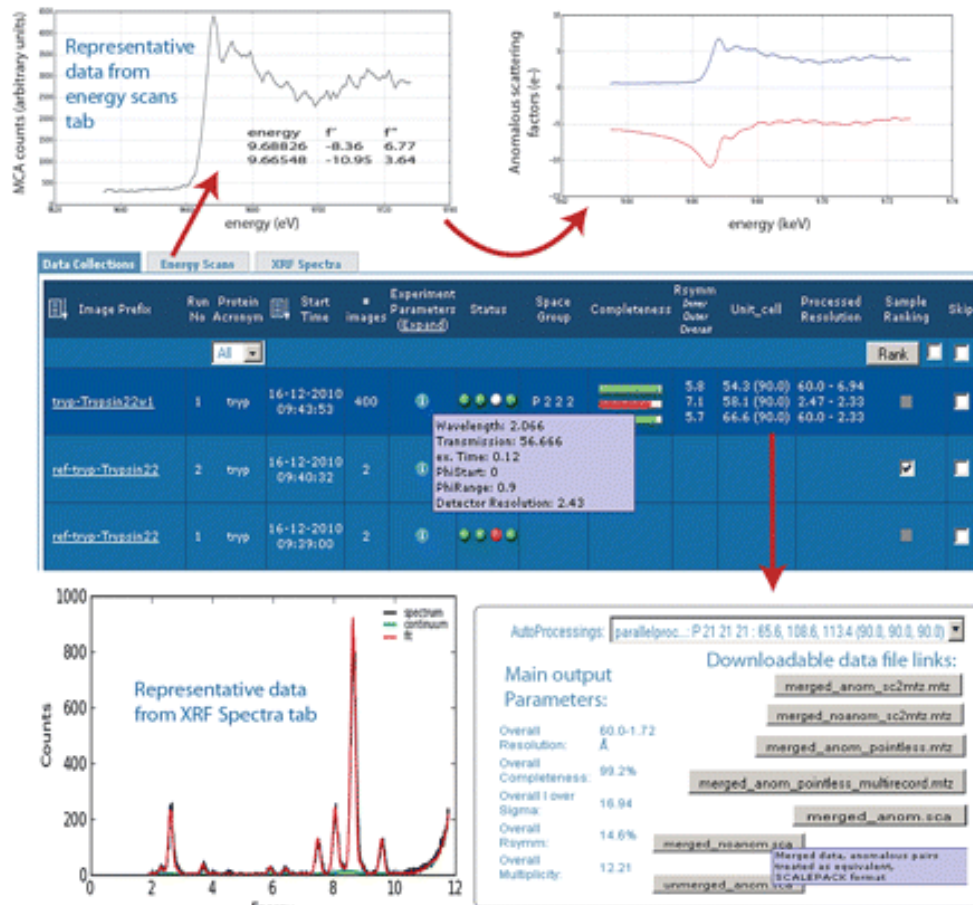 Representative
data from
energy scans
tab
MCA counts (arbitrary units)
energy f' f"
9.68826 -8.36 6.77
9.66548 -10.95 3.64
energy (eV)
Anomalous scattering
factors (e-)
energy (keV)
Data Collections Energy Scans XRF Spectra
Image Prefix Run No Protein Acronym Start Time # images Experiment Parameters (Expand) Status Space Group Completeness Rsymm Inner Outer Overall Unit_cell Processed Resolution Sample Ranking Skip
All Rank
tryp-Trypsin22w1 1 tryp 16-12-2010 09:43:53 400 P 2 2 2
5.8 54.3 (90.0) 60.0 - 6.94
7.1 58.1 (90.0) 2.47 - 2.33
5.7 66.6 (90.0) 60.0 - 2.33
Wavelength: 2.066
Transmission: 56.666
ex. Time: 0.12
PhiStart: 0
PhiRange: 0.9
Detector Resolution: 2.43
ref-tryp-Trypsin22 2 tryp 16-12-2010 09:40:32 2
ref-tryp-Trypsin22 1 tryp 16-12-2010 09:39:00 2
1000
800
600
400
200
0
0 2 4 6 8 10 12
Counts
spectrum
continuum
fit
Representative data
from XRF Spectra tab
AutoProcessings: parallelproc...: P 21 21 21 : 65.6, 108.6, 113.4 (90.0, 90.0, 90.0)
Main output
Parameters:
Overall Resolution: 60.0-1.72 Å
Overall Completeness: 99.2%
Overall I over Sigma: 16.94
Overall Rsymm: 14.6%
Overall Multiplicity: 12.21
Downloadable data file links:
merged_anom_sc2mtz.mtz
merged_noanom_sc2mtz.mtz
merged_anom_pointless.mtz
merged_anom_pointless_multirecord.mtz
merged_anom.sca
merged_noanom.sca
Merged data, anomalous pairs
treated as equivalent,
SCALEPACK format
unmerged_anom.sca